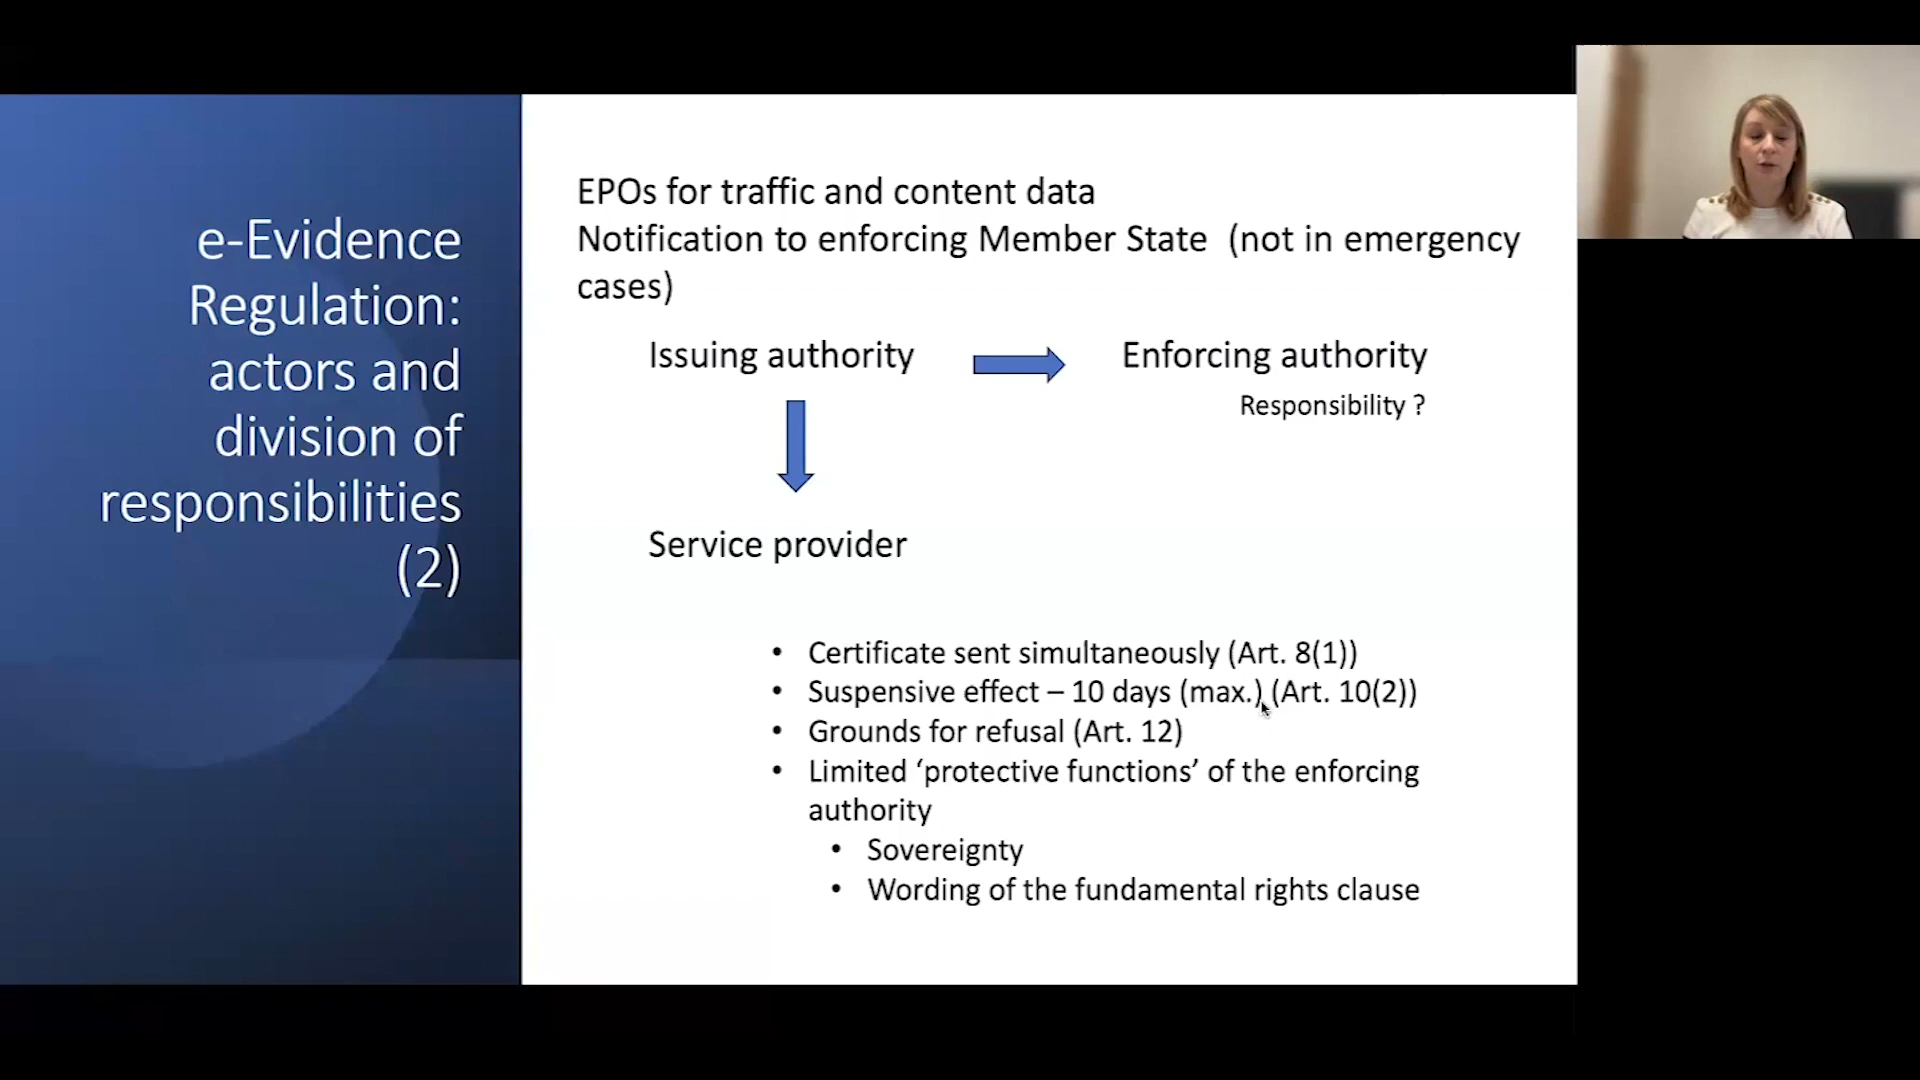 e-Evidence
Regulation:
actors and
division of
responsibilities
(2)
EPOs for traffic and content data
Notification to enforcing Member State (not in emergency
cases)
Issuing authority
Enforcing authority
Responsibility ?
Service provider
• Certificate sent simultaneously (Art. 8(1))
• Suspensive effect – 10 days (max.) (Art. 10(2))
• Grounds for refusal (Art. 12)
• Limited ‘protective functions’ of the enforcing
authority
• Sovereignty
• Wording of the fundamental rights clause